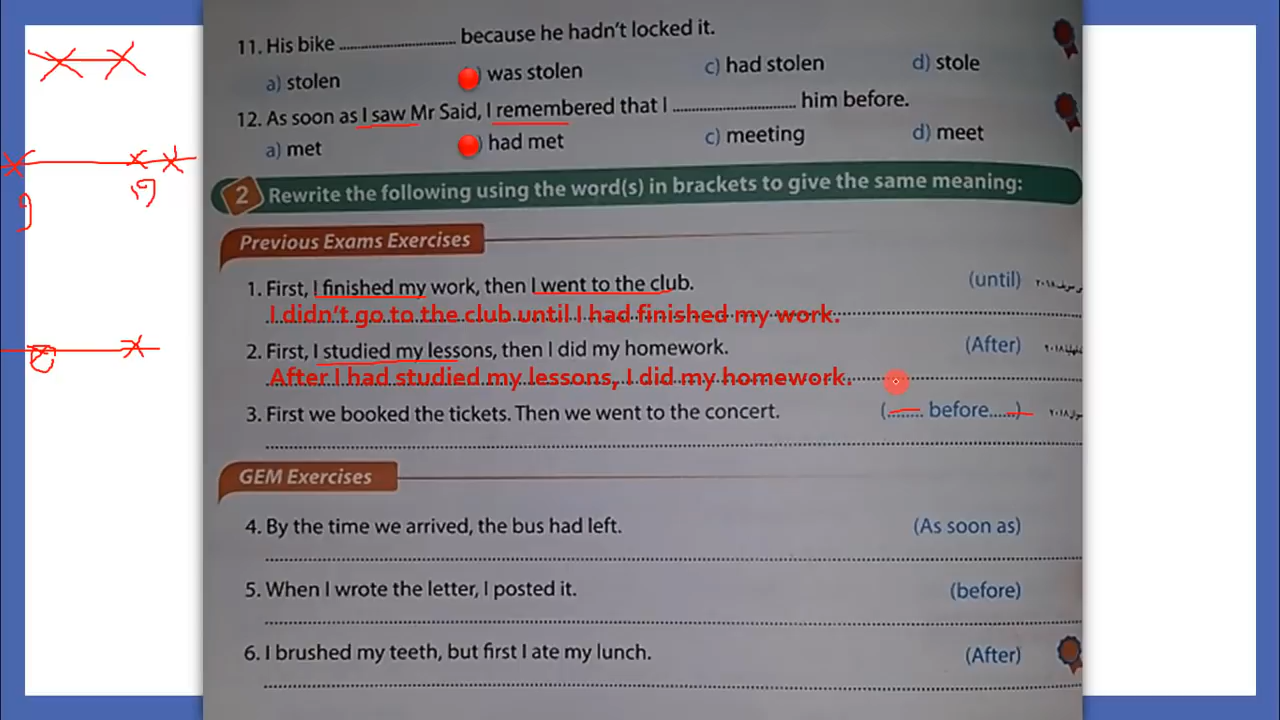 11. His bike .............................. because he hadn't locked it.
a) stolen was stolen c) had stolen d) stole
12. As soon as I saw Mr Said, I remembered that I .............................. him before.
a) met had met c) meeting d) meet
2 Rewrite the following using the word(s) in brackets to give the same meaning:
Previous Exams Exercises
1. First, I finished my work, then I went to the club. (until)
I didn't go to the club until I had finished my work.
2. First, I studied my lessons, then I did my homework. (After)
After I had studied my lessons, I did my homework.
3. First we booked the tickets. Then we went to the concert. (........ before......)
GEM Exercises
4. By the time we arrived, the bus had left. (As soon as)
5. When I wrote the letter, I posted it. (before)
6. I brushed my teeth, but first I ate my lunch. (After)